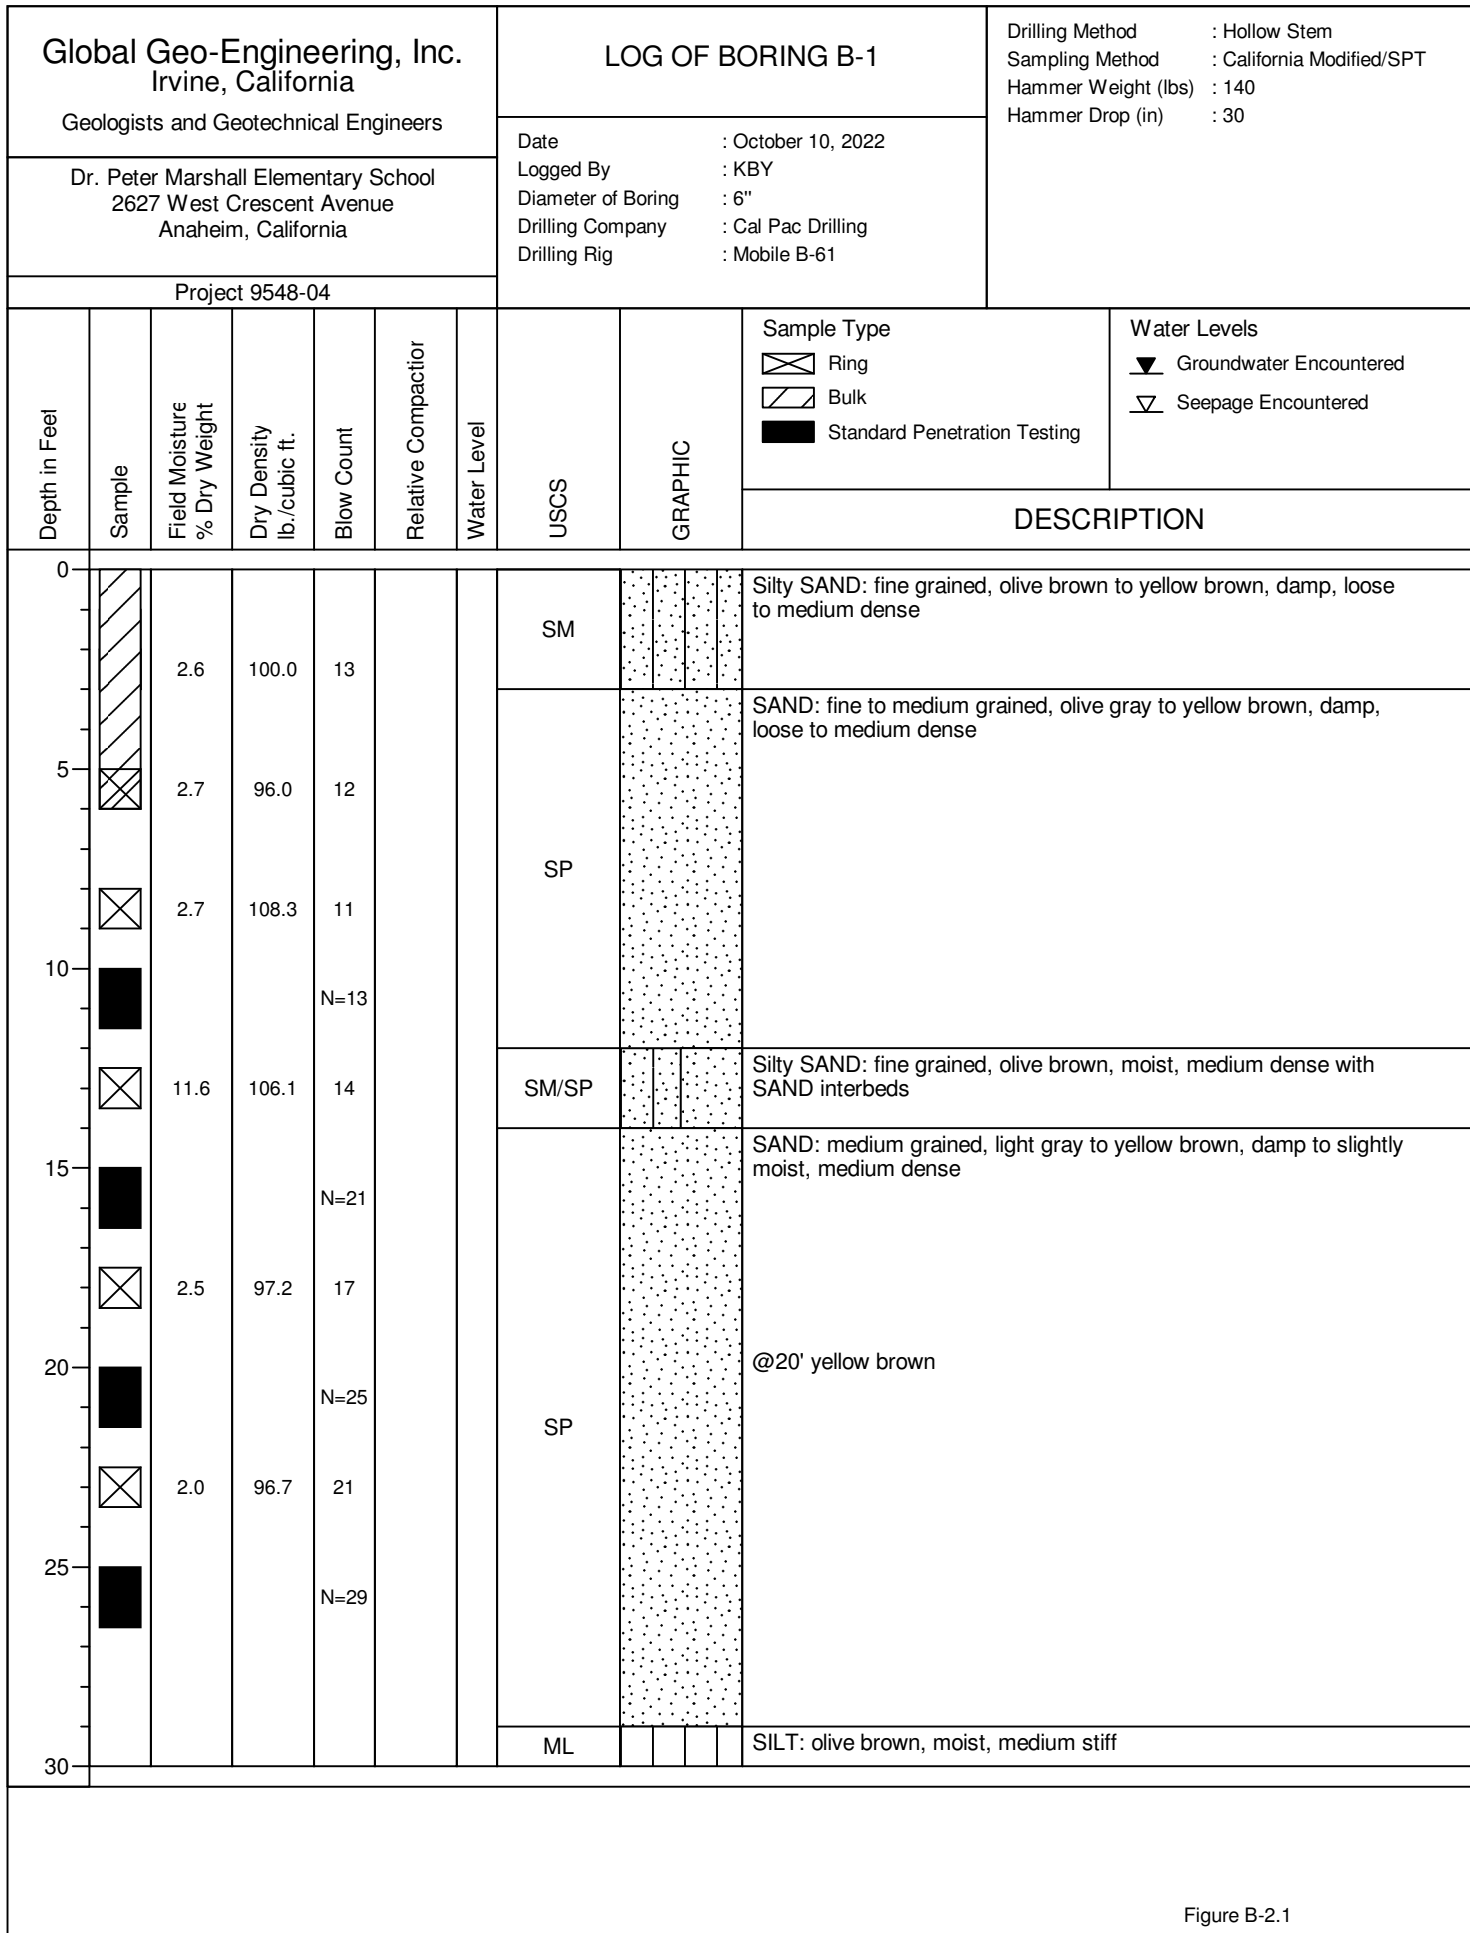 Global Geo-Engineering, Inc.
Irvine, California
Geologists and Geotechnical Engineers
Dr. Peter Marshall Elementary School
2627 West Crescent Avenue
Anaheim, California
Project 9548-04
LOG OF BORING B-1
Date : October 10, 2022
Logged By : KBY
Diameter of Boring : 6"
Drilling Company : Cal Pac Drilling
Drilling Rig : Mobile B-61
Drilling Method : Hollow Stem
Sampling Method : California Modified/SPT
Hammer Weight (lbs) : 140
Hammer Drop (in) : 30
Depth in Feet
Sample
Field Moisture
% Dry Weight
Dry Density
lb./cubic ft.
Blow Count
Relative Compaction
Water Level
USCS
GRAPHIC
Sample Type
Ring
Bulk
Standard Penetration Testing
Water Levels
Groundwater Encountered
Seepage Encountered
DESCRIPTION
0
Silty SAND: fine grained, olive brown to yellow brown, damp, loose
to medium dense
SM
2.6 100.0 13
SAND: fine to medium grained, olive gray to yellow brown, damp,
loose to medium dense
5
2.7 96.0 12
SP
2.7 108.3 11
10
N=13
Silty SAND: fine grained, olive brown, moist, medium dense with
SAND interbeds
11.6 106.1 14 SM/SP
SAND: medium grained, light gray to yellow brown, damp to slightly
moist, medium dense
15
N=21
2.5 97.2 17
20
@20' yellow brown
N=25
SP
2.0 96.7 21
25
N=29
ML
SILT: olive brown, moist, medium stiff
30
Figure B-2.1